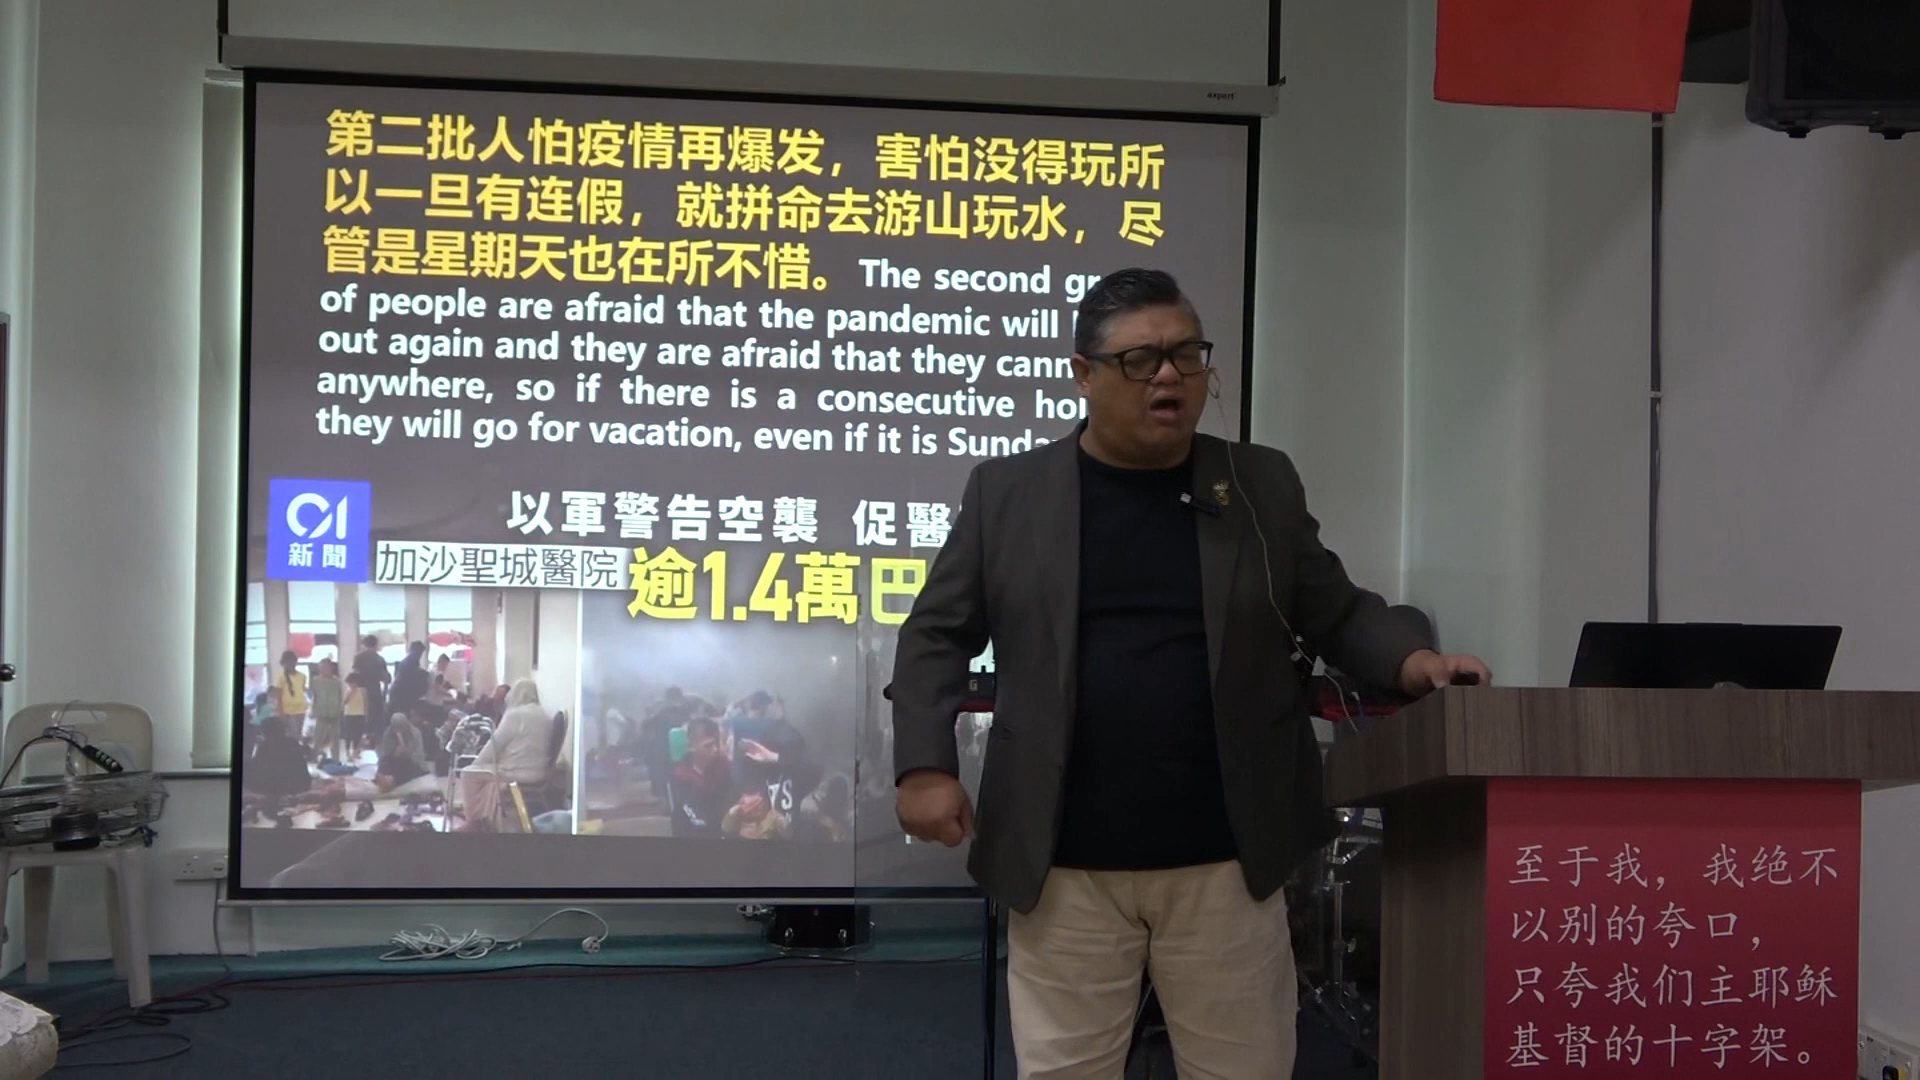 expert
第二批人怕疫情再爆发，害怕没得玩所
以一旦有连假，就拼命去游山玩水，尽
管是星期天也在所不惜。The second
of people are afraid that the pandemic will
out again and they are afraid that they
anywhere, so if there is a consecutive
they will go for vacation, even if it is
01
新聞
以軍警告空襲 促醫
加沙聖城醫院
逾1.4萬巴
至于我，我绝不
以别的夸口，
只夸我们主耶稣
基督的十字架。